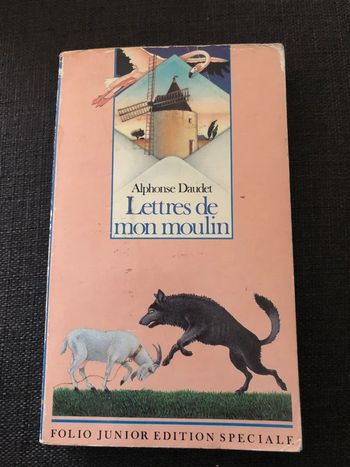 Alphonse Daudet
Lettres de
mon moulin
FOLIO JUNIOR EDITION SPECIALE